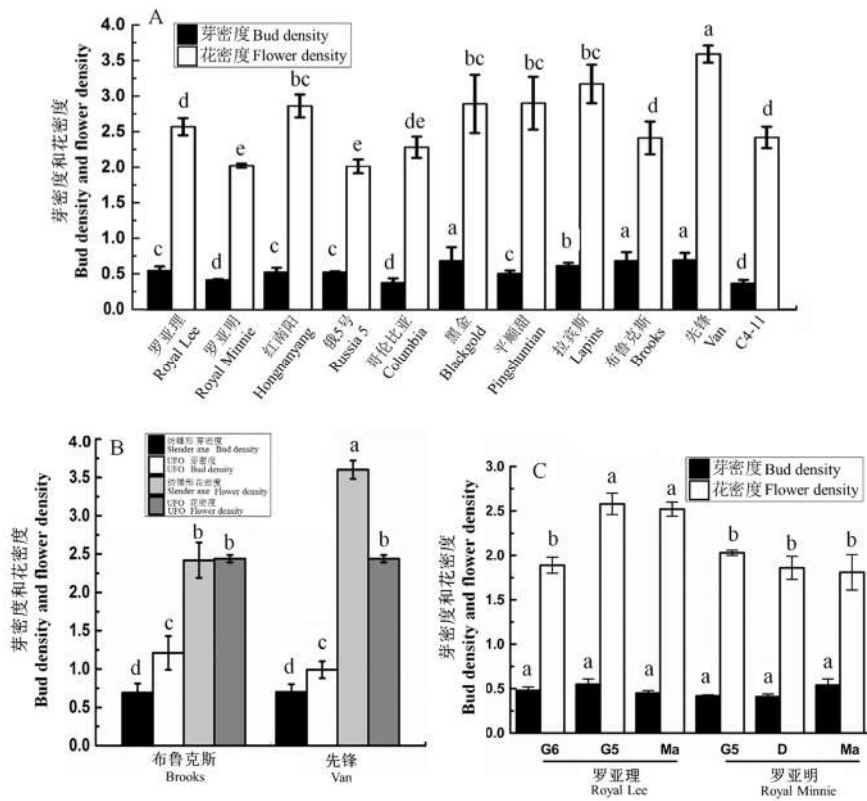 A
芽密度 Bud density
花密度 Flower density
芽密度和花密度
Bud density and flower density
4.0
3.5
3.0
2.5
2.0
1.5
1.0
0.5
0.0
d e bc e de bc bc bc d a d
c d c c d a c b a a d
罗亚理
Royal Lee
罗亚明
Royal Minnie
红南阳
Hongnanyang
俄5号
Russia 5
哥伦比亚
Columbia
黑金
Blackgold
平顺甜
Pingshuntian
拉宾斯
Lapins
布鲁克斯
Brooks
先锋
Van
C4-11
B
纺锤形 芽密度
Slender axe Bud density
UFO 芽密度
UFO Bud density
纺锤形 花密度
Slender axe Flower density
UFO 花密度
UFO Flower density
芽密度和花密度
Bud density and flower density
4.0
3.5
3.0
2.5
2.0
1.5
1.0
0.5
0.0
d c b b d c a b
布鲁克斯
Brooks
先锋
Van
C
芽密度 Bud density
花密度 Flower density
芽密度和花密度
Bud density and flower density
3.0
2.5
2.0
1.5
1.0
0.5
0.0
b a a b b b
a a a a a a
G6 G5 Ma G5 D Ma
罗亚理
Royal Lee
罗亚明
Royal Minnie